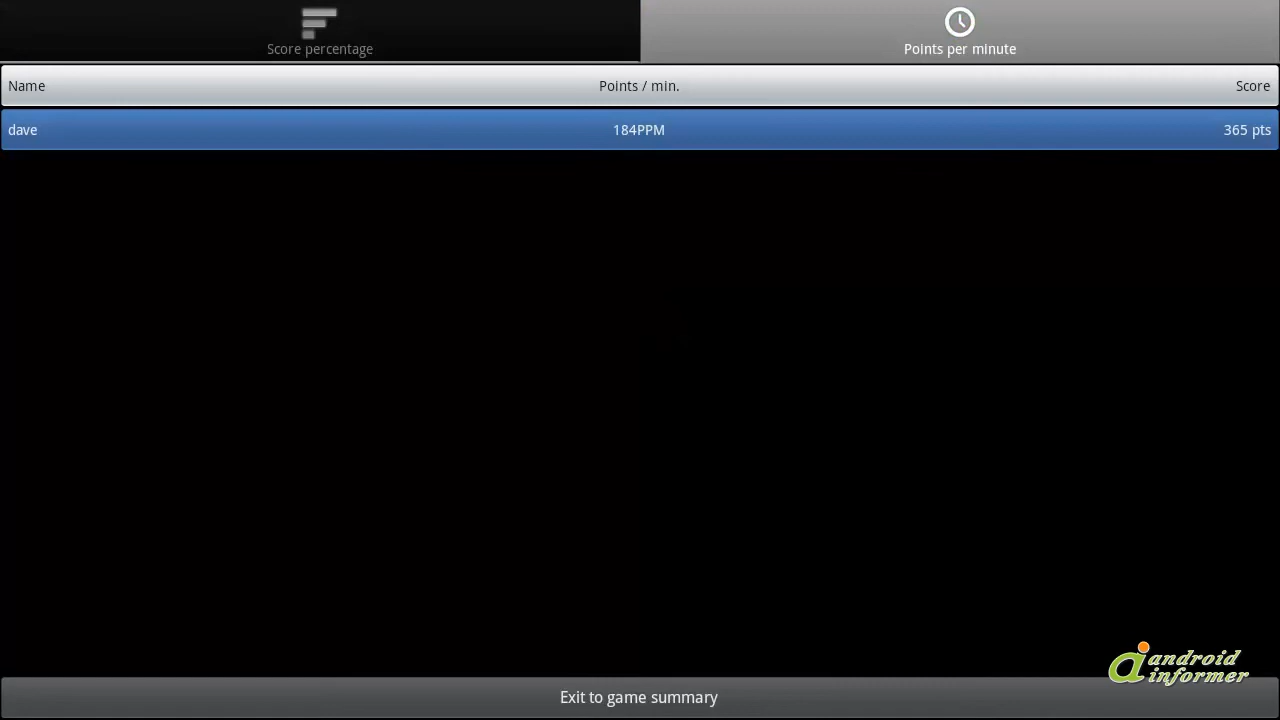 Score percentage
Points per minute
Name Points / min. Score
dave 184PPM 365 pts
android
informer
Exit to game summary